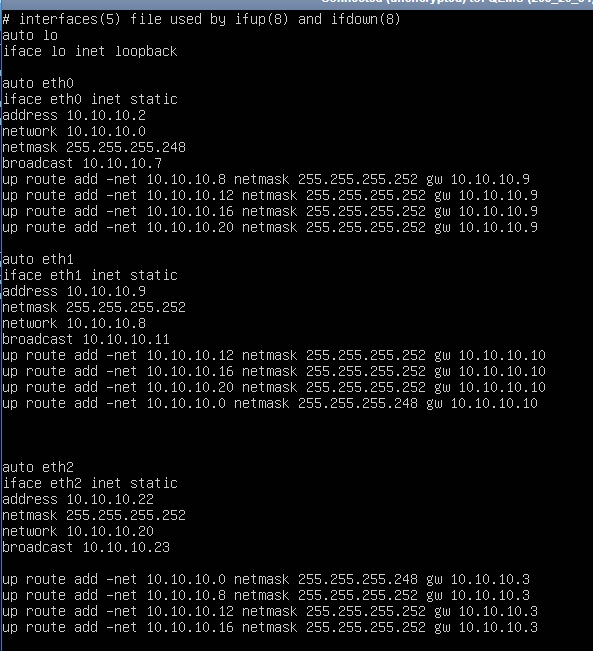 # interfaces(5) file used by ifup(8) and ifdown(8)
auto lo
iface lo inet loopback
auto eth0
iface eth0 inet static
address 10.10.10.2
network 10.10.10.0
netmask 255.255.255.248
broadcast 10.10.10.7
up route add -net 10.10.10.8 netmask 255.255.255.252 gw 10.10.10.9
up route add -net 10.10.10.12 netmask 255.255.255.252 gw 10.10.10.9
up route add -net 10.10.10.16 netmask 255.255.255.252 gw 10.10.10.9
up route add -net 10.10.10.20 netmask 255.255.255.252 gw 10.10.10.9
auto eth1
iface eth1 inet static
address 10.10.10.9
netmask 255.255.255.252
network 10.10.10.8
broadcast 10.10.10.11
up route add -net 10.10.10.12 netmask 255.255.255.252 gw 10.10.10.10
up route add -net 10.10.10.16 netmask 255.255.255.252 gw 10.10.10.10
up route add -net 10.10.10.20 netmask 255.255.255.252 gw 10.10.10.10
up route add -net 10.10.10.0 netmask 255.255.255.248 gw 10.10.10.10
auto eth2
iface eth2 inet static
address 10.10.10.22
netmask 255.255.255.252
network 10.10.10.20
broadcast 10.10.10.23
up route add -net 10.10.10.0 netmask 255.255.255.248 gw 10.10.10.3
up route add -net 10.10.10.8 netmask 255.255.255.252 gw 10.10.10.3
up route add -net 10.10.10.12 netmask 255.255.255.252 gw 10.10.10.3
up route add -net 10.10.10.16 netmask 255.255.255.252 gw 10.10.10.3